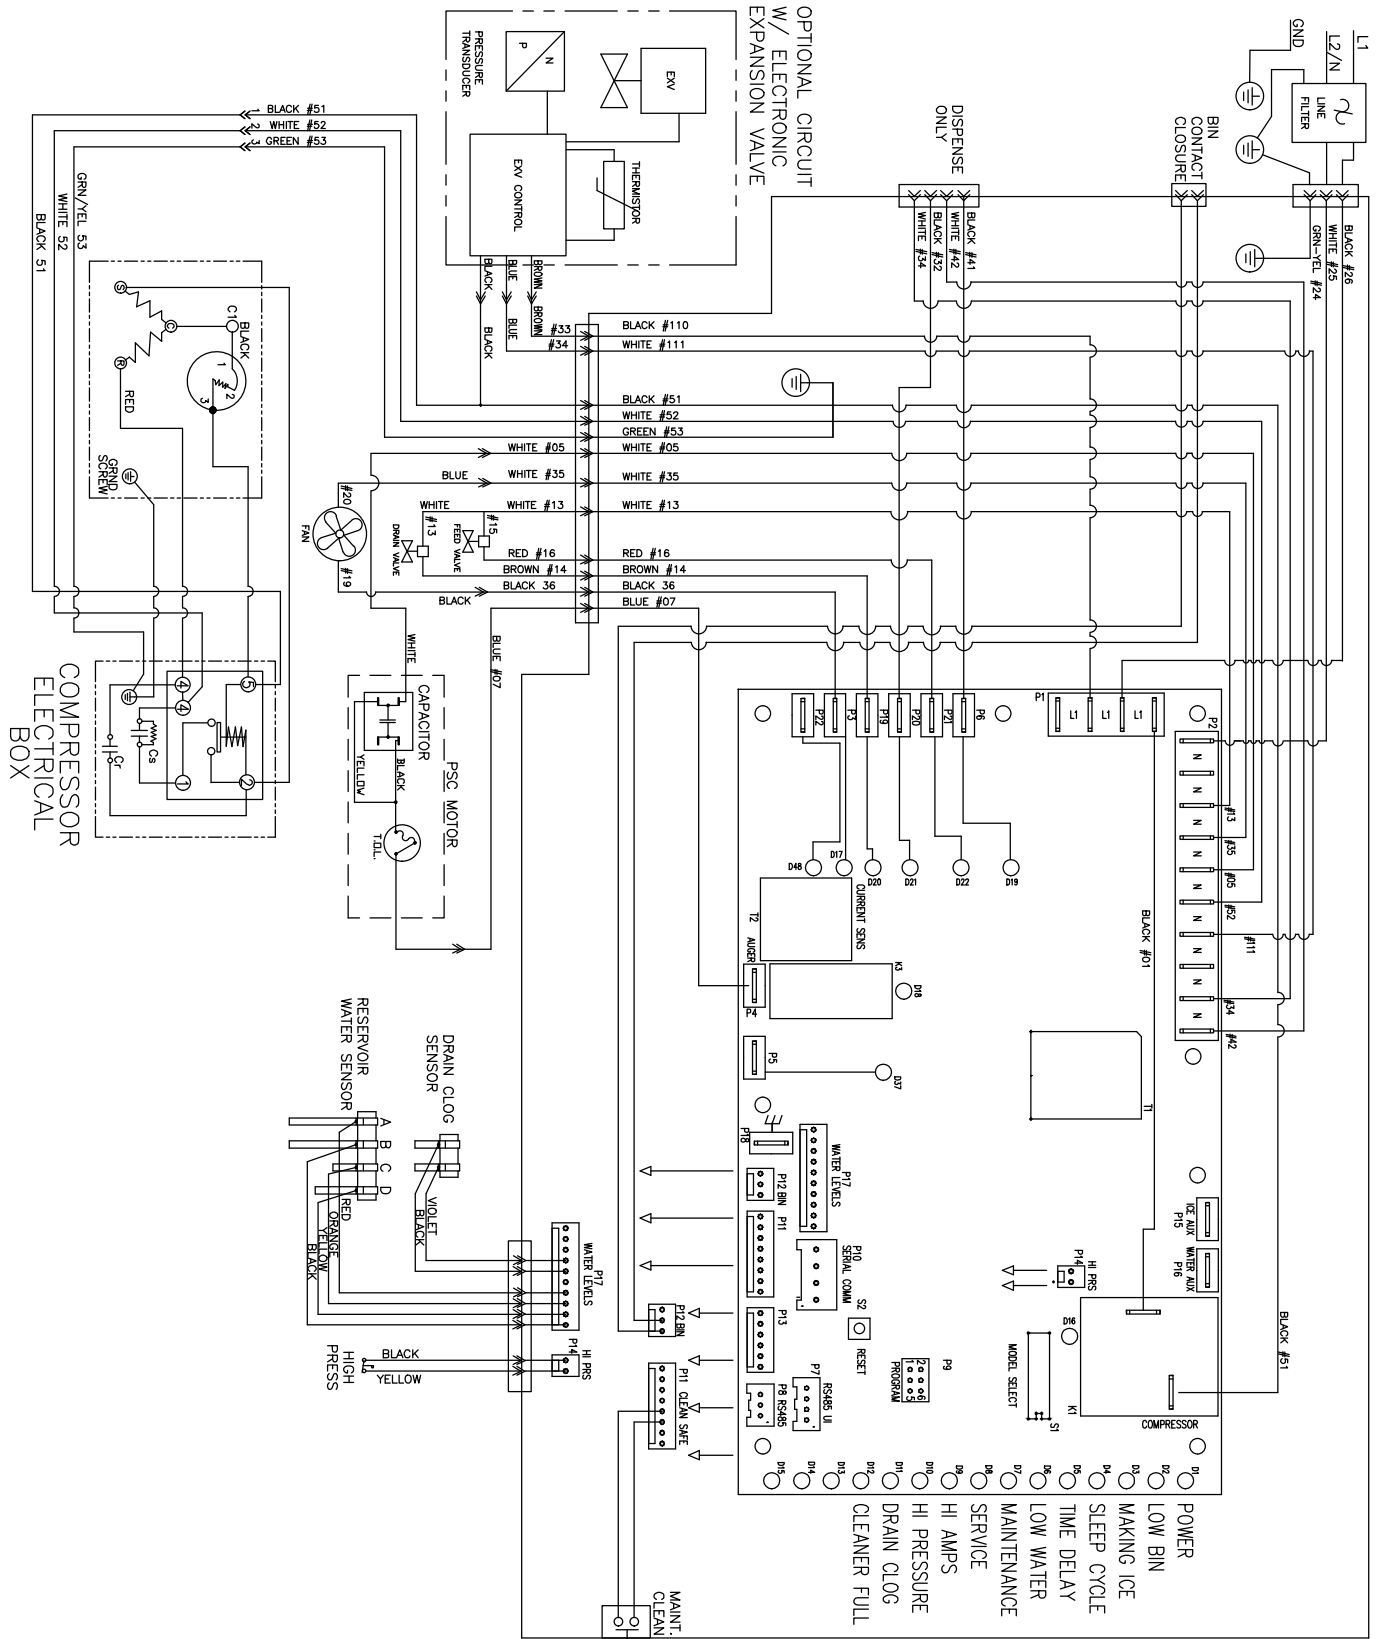 L1
L2/N
GND
LINE
FILTER
BLACK #26
WHITE #25
GRN-YEL #24
BIN
CONTACT
CLOSURE
DISPENSE
ONLY
BLACK #41
WHITE #42
BLACK #32
WHITE #34
OPTIONAL CIRCUIT
W/ ELECTRONIC
EXPANSION VALVE
EXV
N
P
PRESSURE
TRANSDUCER
EXV CONTROL
THERMISTOR
BROWN
BLUE
BLACK
BROWN
BLUE
BLACK
#33
#34
BLACK #110
WHITE #111
BLACK #51
WHITE #52
GREEN #53
WHITE #05
WHITE #35
WHITE #13
RED #16
BROWN #14
BLACK 36
BLUE #07
WHITE #05
WHITE #35
WHITE #13
RED #16
BROWN #14
BLACK 36
BLUE
WHITE
BLACK
#20
#19
FAN
#13
DRAIN VALVE
#15
FEED VALVE
1 BLACK #51
2 WHITE #52
3 GREEN #53
GRN/YEL 53
WHITE 52
BLACK 51
S
C
R
C1
BLACK
1
2
3
RED
GRND
SCREW
5
4
4
2
1
Cs
Cr
COMPRESSOR
ELECTRICAL
BOX
WHITE
BLUE #07
CAPACITOR
BLACK
YELLOW
PSC MOTOR
T.O.L.
P22
P3
P19
P20
P21
P6
P1
L1
L1
L1
P2
N
N
N
N
N
N
N
N
N
#13
#35
#05
#52
#111
#34
#42
D48
D17
D20
D21
D22
D19
CURRENT SENS
T2
AUGER
P4
K3
D18
P5
D37
BLACK #01
T1
P18
P17
WATER LEVELS
P12 BIN
P11
P10
SERIAL COMM
P13
S2
RESET
P8 RS485
P7
RS485 UI
P9
2 6
1 5
PROGRAM
P14
HI PRS
ICE AUX
P15
WATER AUX
P16
D16
MODEL SELECT
S1
K1
COMPRESSOR
BLACK #51
D1
D2
D3
D4
D5
D6
D7
D8
D9
D10
D11
D12
D13
D14
D15
POWER
LOW BIN
MAKING ICE
SLEEP CYCLE
TIME DELAY
LOW WATER
MAINTENANCE
SERVICE
HI AMPS
HI PRESSURE
DRAIN CLOG
CLEANER FULL
DRAIN CLOG
SENSOR
VIOLET
BLACK
RESERVOIR
WATER SENSOR
A
B
C
D
RED
ORANGE
YELLOW
BLACK
P17
WATER LEVELS
P14
HI PRS
BLACK
YELLOW
HIGH
PRESS
P12 BIN
P11 CLEAN SAFE
MAINT.
CLEAN